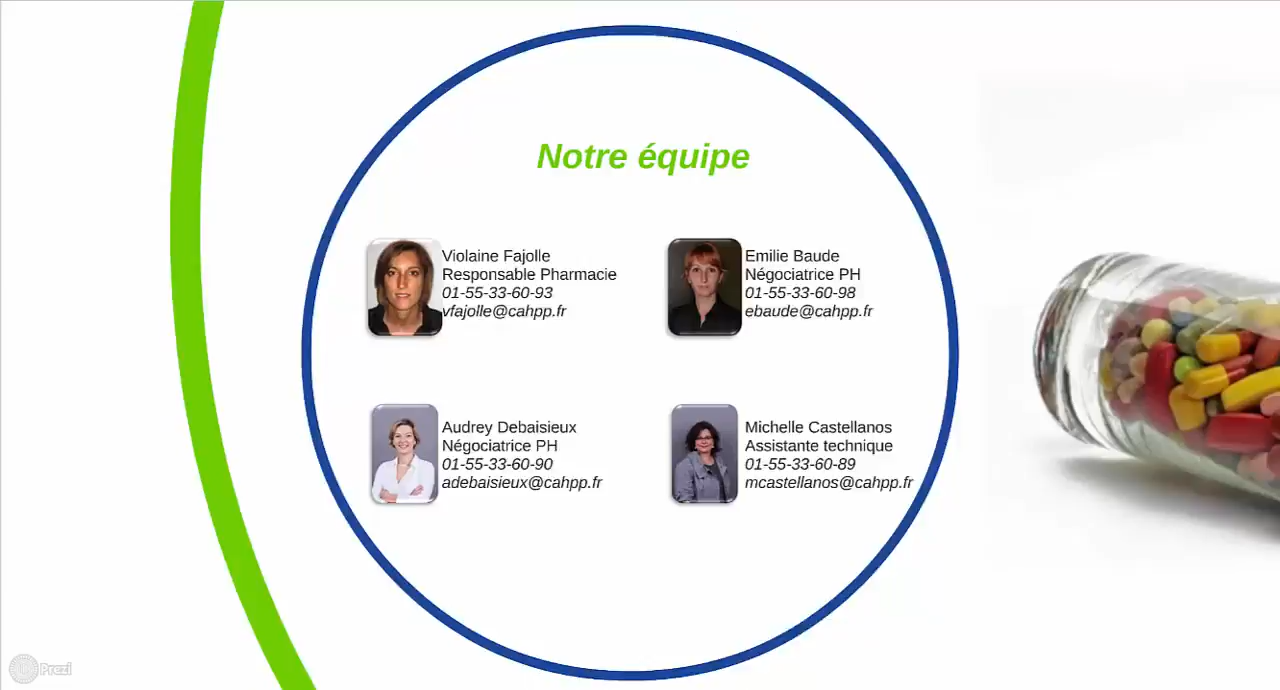 Notre équipe
Violaine Fajolle
Responsable Pharmacie
01-55-33-60-93
vfajolle@cahpp.fr
Emilie Baude
Négociatrice PH
01-55-33-60-98
ebaude@cahpp.fr
Audrey Debaisieux
Négociatrice PH
01-55-33-60-90
adebaisieux@cahpp.fr
Michelle Castellanos
Assistante technique
01-55-33-60-89
mcastellanos@cahpp.fr
Prezi